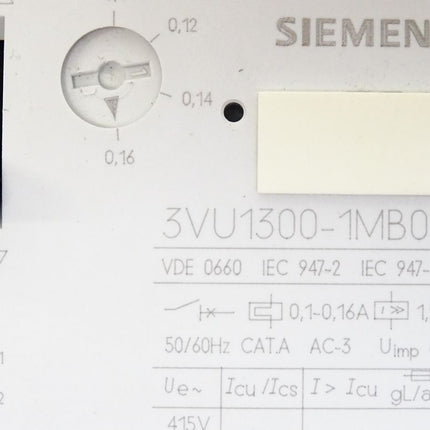 0,12
SIEMEN
0,14
0,16
3VU1300-1MB0
VDE 0660 IEC 947-2 IEC 947-
0,1-0,16A I >> 1,
50/60Hz CAT.A AC-3 Uimp
Ue~ Icu/Ics I > Icu gL/a
415V